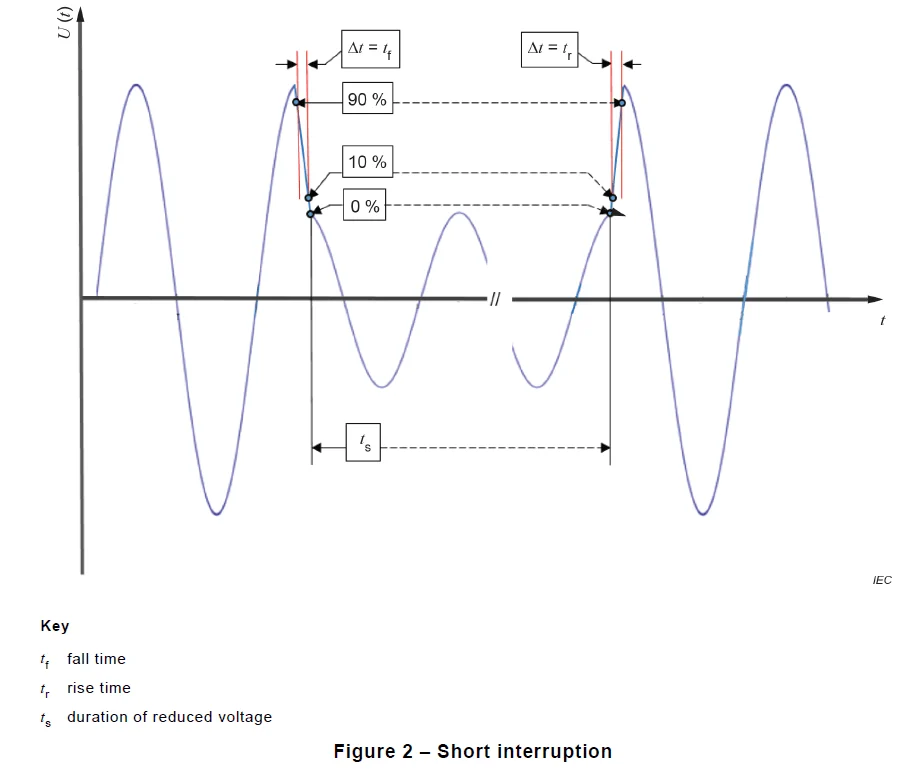 U (t)
Δt = tf
Δt = tr
90 %
10 %
0 %
//
t
ts
IEC
Key
tf fall time
tr rise time
ts duration of reduced voltage
Figure 2 – Short interruption